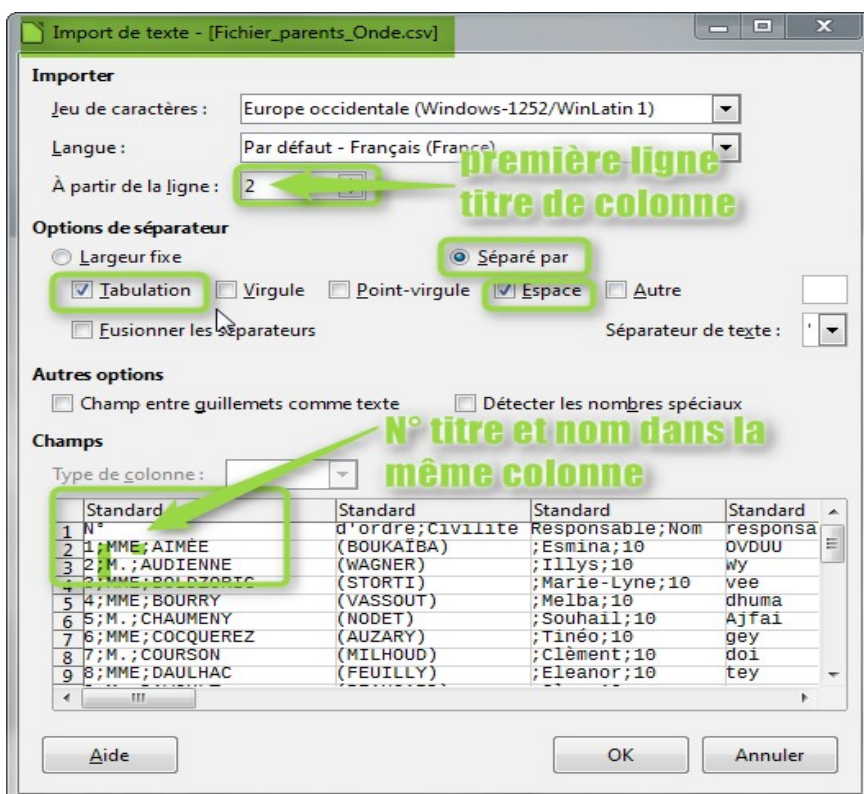 Import de texte - [Fichier_parents_Onde.csv]
Importer
Jeu de caractères : Europe occidentale (Windows-1252/WinLatin 1)
Langue : Par défaut - Français (France)
première ligne
À partir de la ligne : 2
titre de colonne
Options de séparateur
Largeur fixe Séparé par
Tabulation Virgule Point-virgule Espace Autre
Fusionner les séparateurs Séparateur de texte : '
Autres options
Champ entre guillemets comme texte Détecter les nombres spéciaux
N° titre et nom dans la
Champs
même colonne
Type de colonne :
Standard Standard Standard Standard
1 N° d'ordre;Civilité Responsable;Nom responsa
2 1;MME;AIMÉE (BOUKAÏBA) ;Esmina;10 OVDUU
3 2;M.;AUDIENNE (WAGNER) ;Illys;10 Wy
4 3;MME;BOLDZORIC (STORTI) ;Marie-Lyne;10 vee
5 4;MME;BOURRY (VASSOUT) ;Melba;10 dhuma
6 5;M.;CHAUMENY (NODET) ;Souhail;10 Ajfai
7 6;MME;COCQUEREZ (AUZARY) ;Tinéo;10 gey
8 7;M.;COURSON (MILHOUD) ;Clèment;10 doi
9 8;MME;DAULHAC (FEUILLY) ;Eleanor;10 tey
Aide OK Annuler